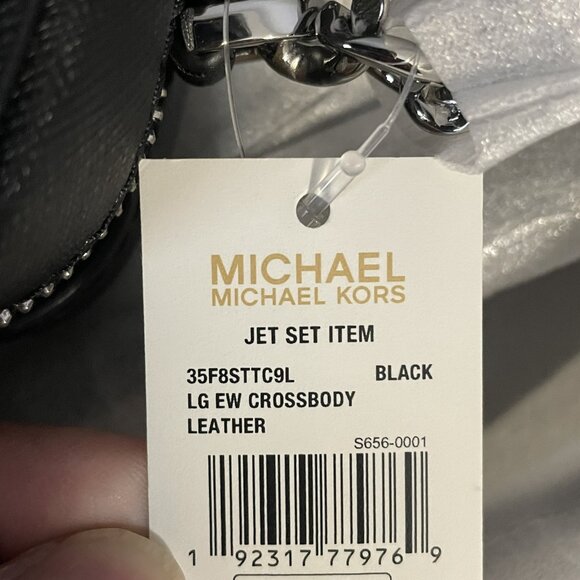 MICHAEL
MICHAEL KORS
JET SET ITEM
35F8STTC9L BLACK
LG EW CROSSBODY
LEATHER
S656-0001
1 92317 77976 9